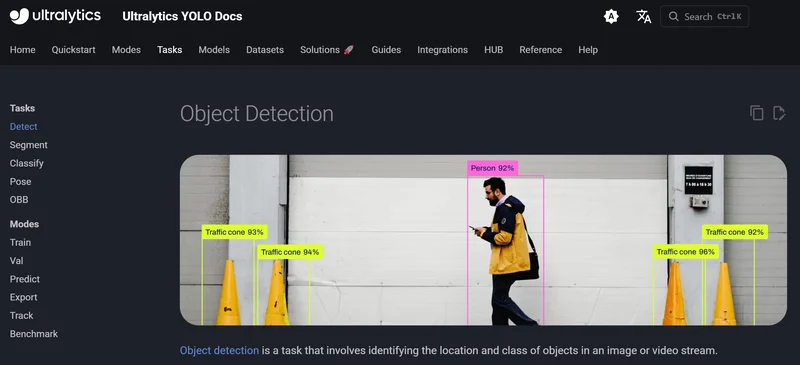 ultralytics Ultralytics YOLO Docs Search Ctrl K
Home Quickstart Modes Tasks Models Datasets Solutions 🚀 Guides Integrations HUB Reference Help
Tasks
Detect
Segment
Classify
Pose
OBB
Modes
Train
Val
Predict
Export
Track
Benchmark
Object Detection
Person 92%
Traffic cone 93%
Traffic cone 94%
Traffic cone 96%
Traffic cone 92%
Object detection is a task that involves identifying the location and class of objects in an image or video stream.